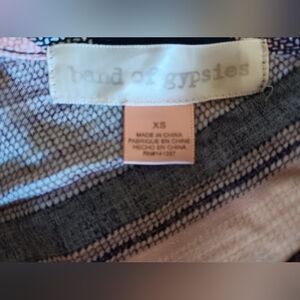 band of gypsies
XS
MADE IN CHINA
FABRIQUE EN CHINE
HECHO EN CHINA